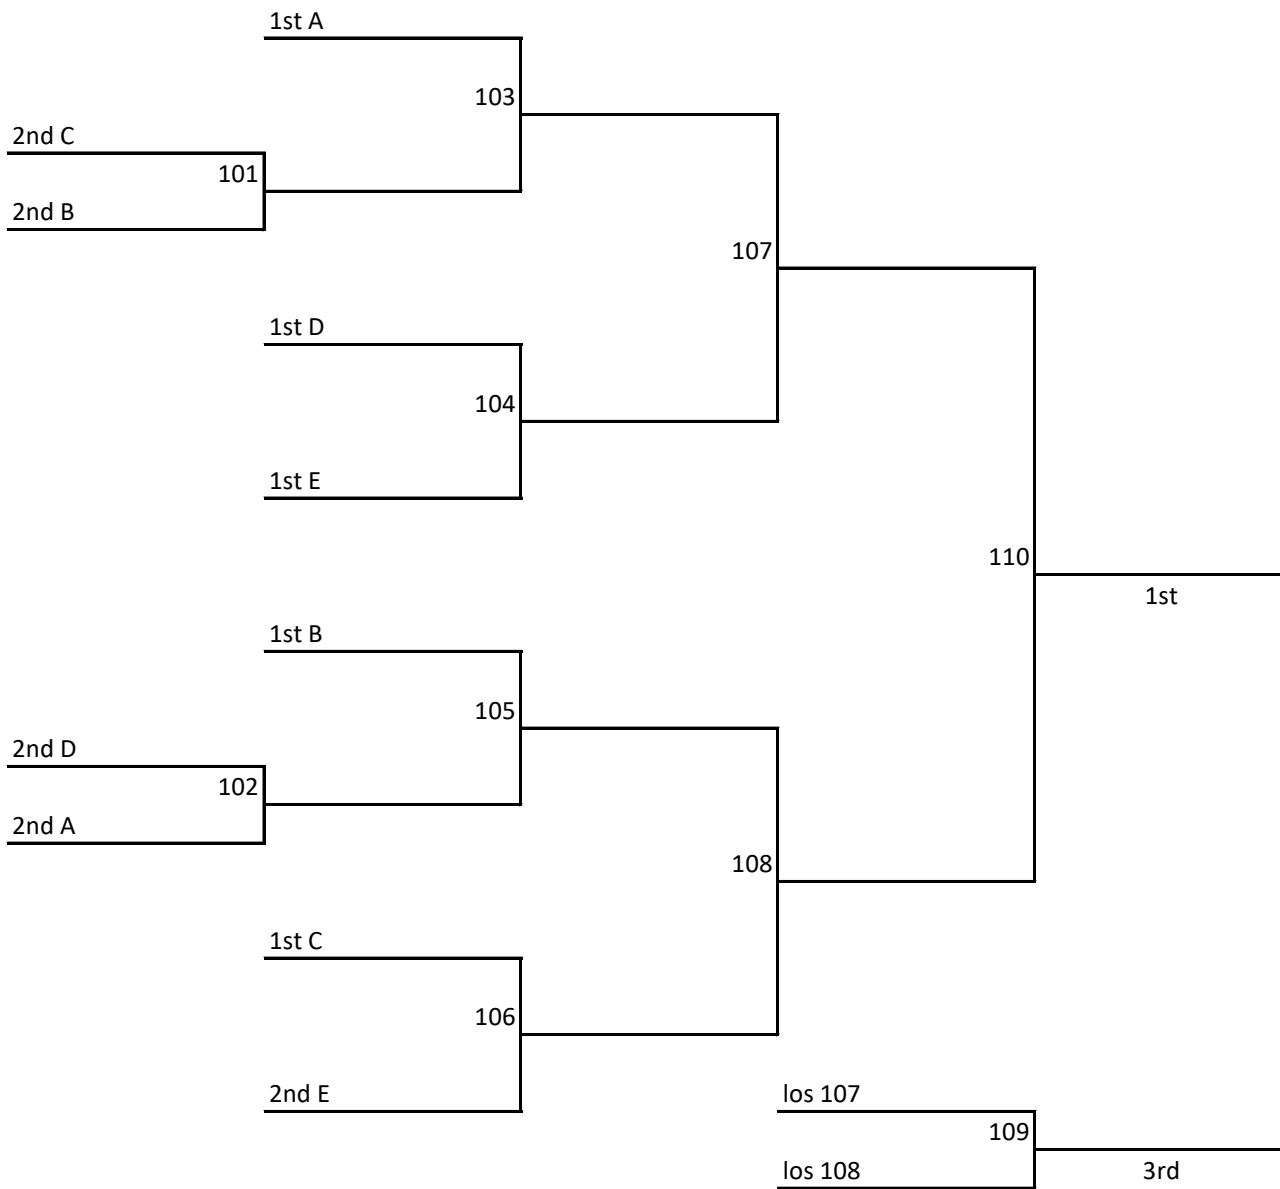 1st A
103
2nd C
101
2nd B
107
1st D
104
1st E
110
1st
1st B
105
2nd D
102
2nd A
108
1st C
106
2nd E
los 107
109
los 108
3rd